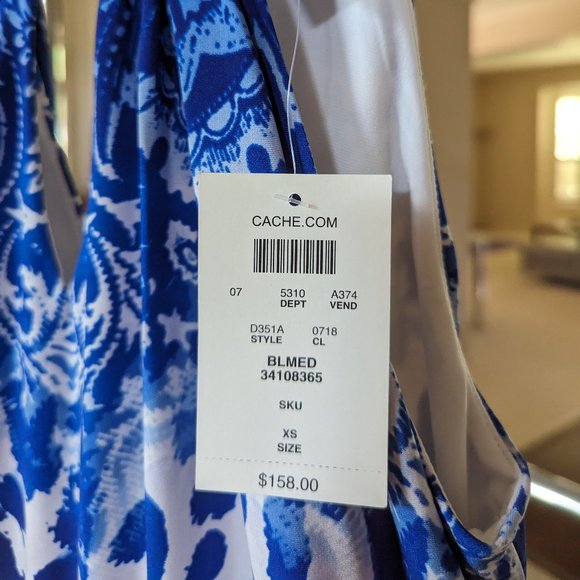 CACHE.COM
07 5310 A374
DEPT VEND
D351A 0718
STYLE CL
BLMED
34108365
SKU
XS
SIZE
$158.00